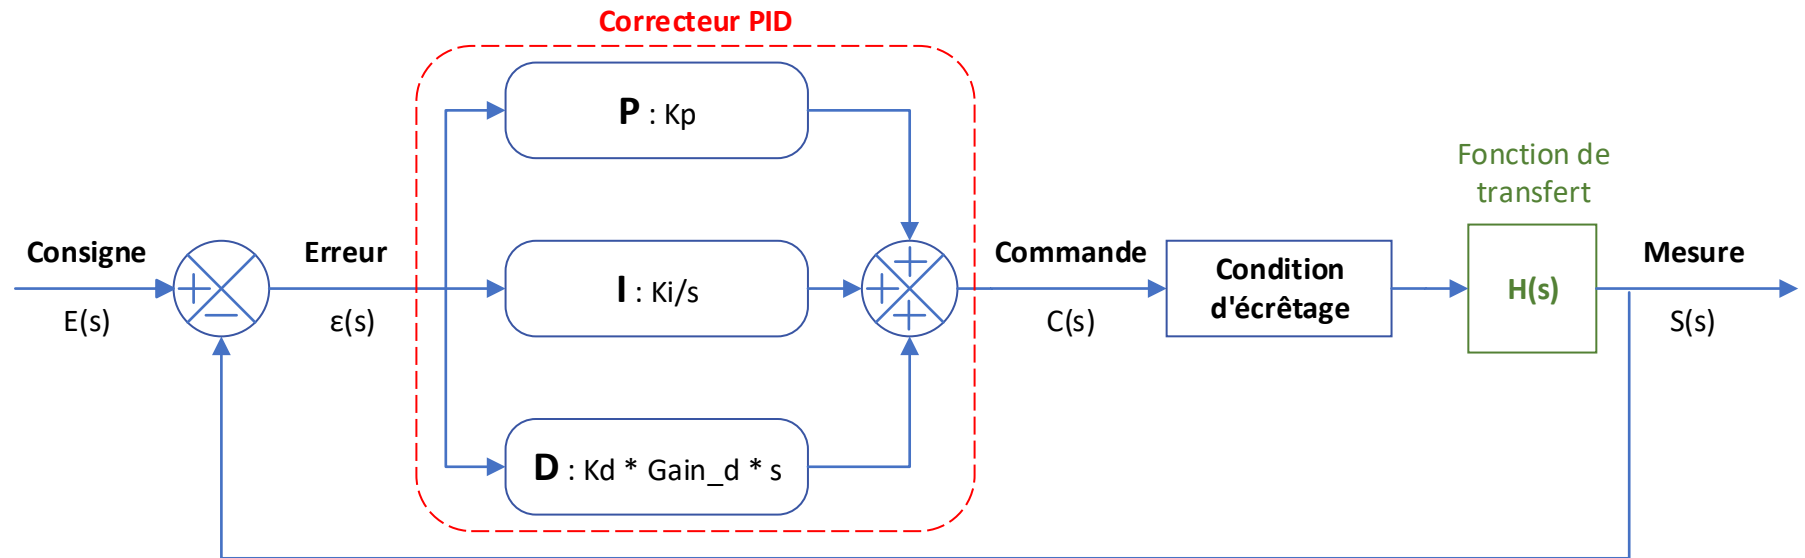 Correcteur PID
P : Kp
Fonction de
transfert
Consigne
Erreur
Commande
Mesure
+
−
I : Ki/s
+
+
+
Condition
d'écrêtage
H(s)
E(s)
ε(s)
C(s)
S(s)
D : Kd * Gain_d * s